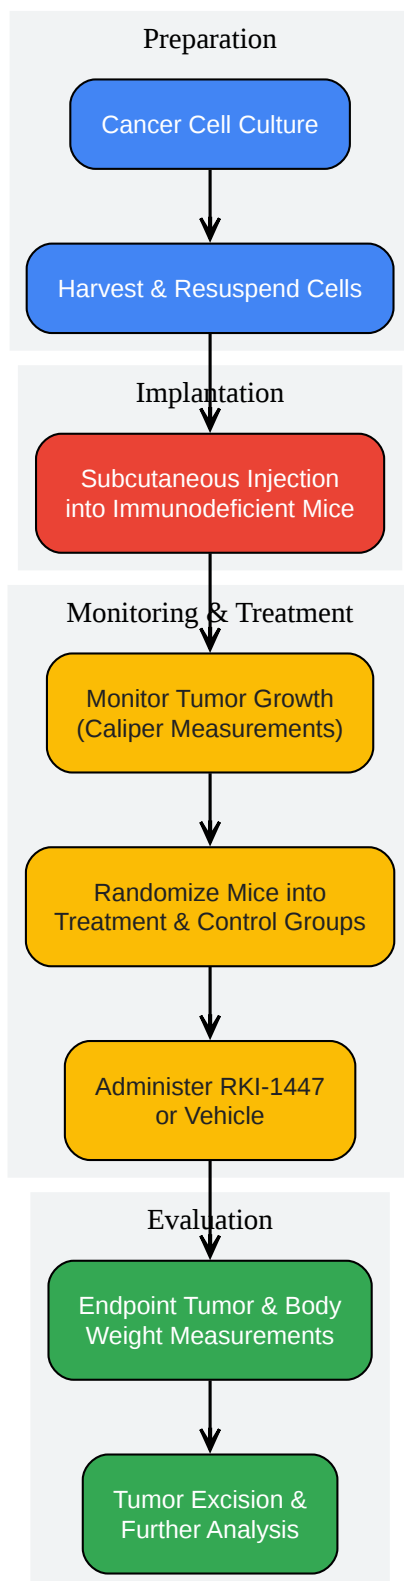 Preparation
Cancer Cell Culture
Harvest & Resuspend Cells
Implantation
Subcutaneous Injection
into Immunodeficient Mice
Monitoring & Treatment
Monitor Tumor Growth
(Caliper Measurements)
Randomize Mice into
Treatment & Control Groups
Administer RKI-1447
or Vehicle
Evaluation
Endpoint Tumor & Body
Weight Measurements
Tumor Excision &
Further Analysis